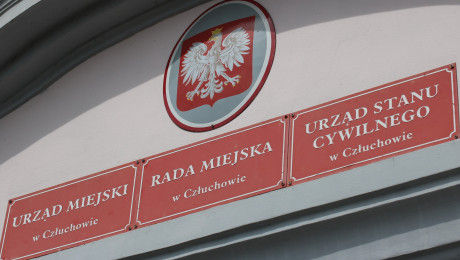 URZĄD MIEJSKI
w Człuchowie
RADA MIEJSKA
w Człuchowie
URZĄD STANU
CYWILNEGO
w Człuchowie